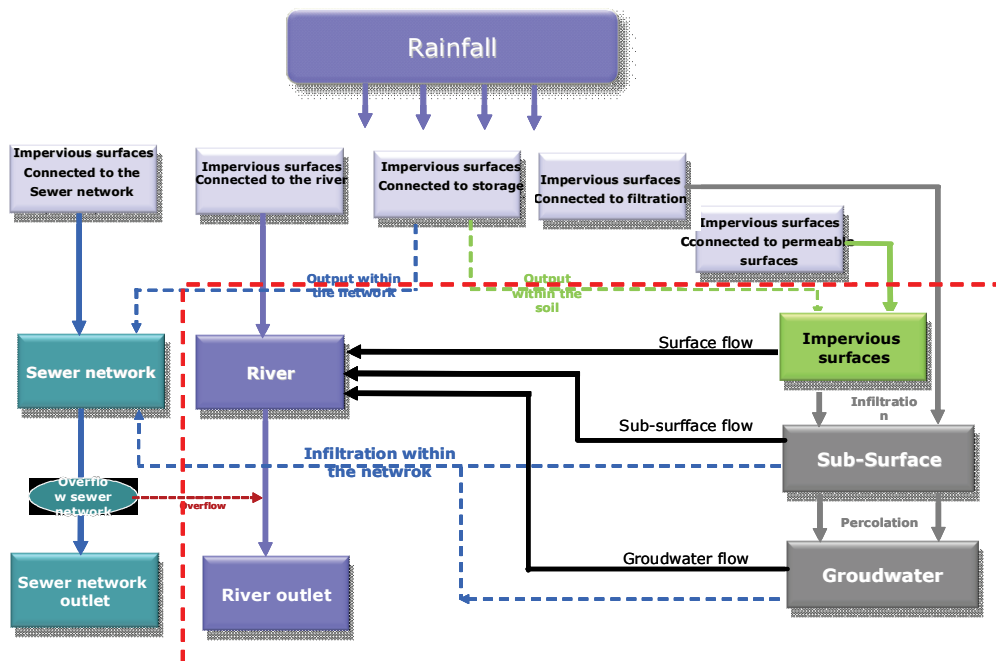 Rainfall
Impervious surfaces
Connected to the
Sewer network
Impervious surfaces
Connected to the river
Impervious surfaces
Connected to storage
Impervious surfaces
Connected to filtration
Impervious surfaces
Cconnected to permeable
surfaces
Output within
the network
Output
within the
soil
Sewer network
River
Surface flow
Impervious
surfaces
Infiltratio
n
Sub-surfface flow
Sub-Surface
Infiltration within
the netwrok
Overflo
w sewer
network
Overflow
Percolation
Groudwater flow
Groudwater
Sewer network
outlet
River outlet